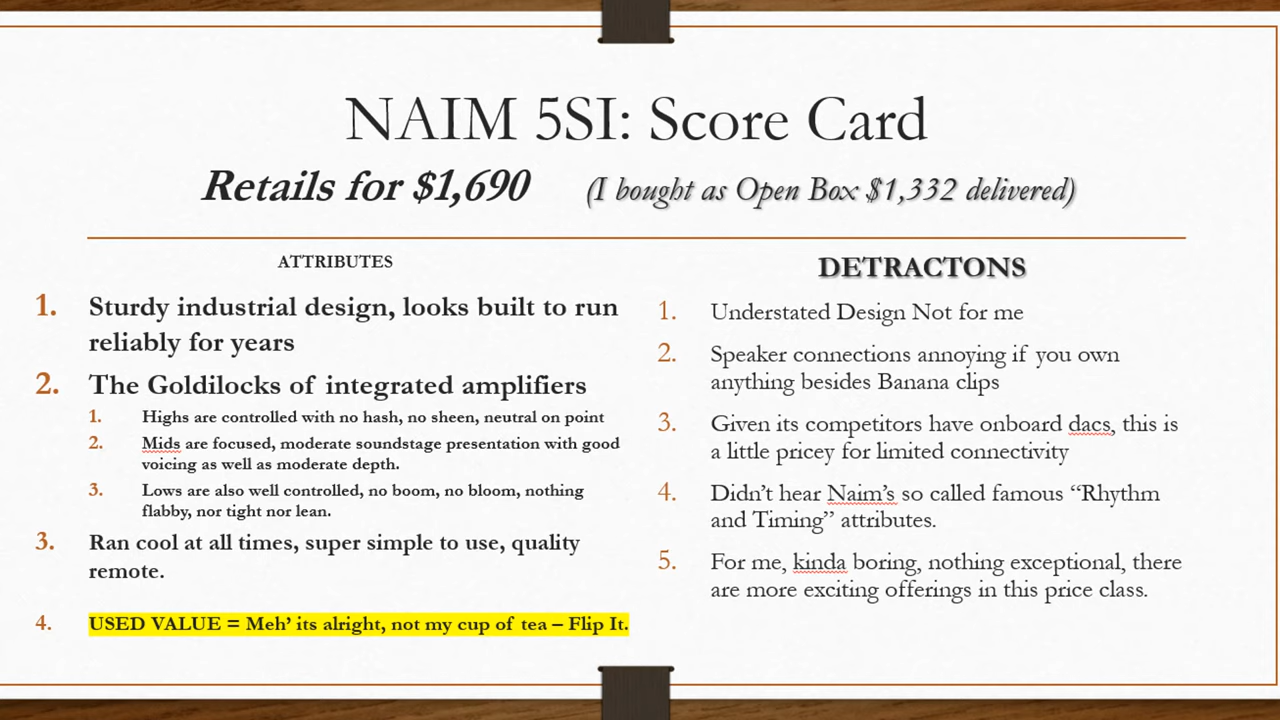 NAIM 5SI: Score Card
Retails for $1,690 (I bought as Open Box $1,332 delivered)
ATTRIBUTES
1. Sturdy industrial design, looks built to run
reliably for years
2. The Goldilocks of integrated amplifiers
1. Highs are controlled with no hash, no sheen, neutral on point
2. Mids are focused, moderate soundstage presentation with good
voicing as well as moderate depth.
3. Lows are also well controlled, no boom, no bloom, nothing
flabby, nor tight nor lean.
3. Ran cool at all times, super simple to use, quality
remote.
4. USED VALUE = Meh’ its alright, not my cup of tea – Flip It.
DETRACTONS
1. Understated Design Not for me
2. Speaker connections annoying if you own
anything besides Banana clips
3. Given its competitors have onboard dacs, this is
a little pricey for limited connectivity
4. Didn’t hear Naim’s so called famous “Rhythm
and Timing” attributes.
5. For me, kinda boring, nothing exceptional, there
are more exciting offerings in this price class.